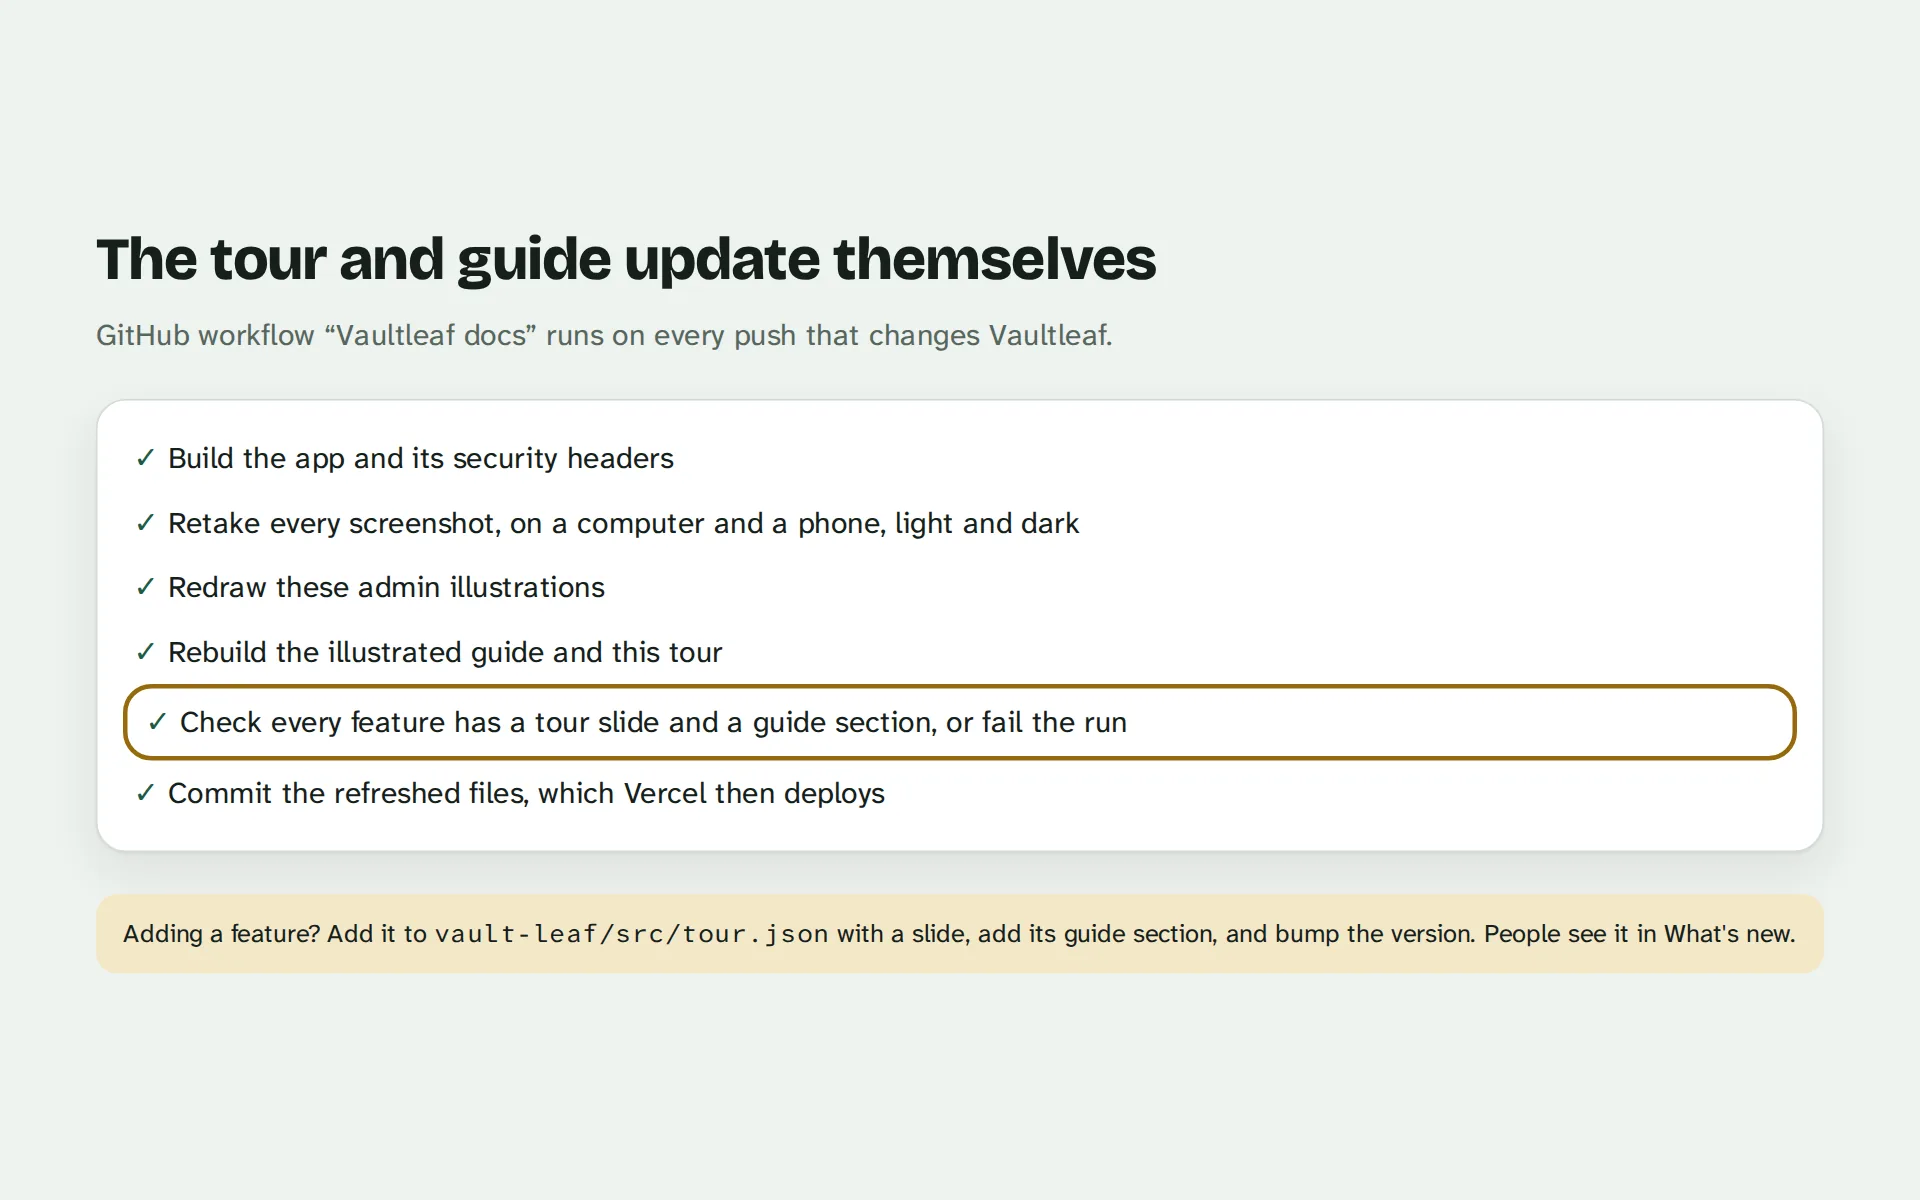 The tour and guide update themselves
GitHub workflow “Vaultleaf docs” runs on every push that changes Vaultleaf.
✓ Build the app and its security headers
✓ Retake every screenshot, on a computer and a phone, light and dark
✓ Redraw these admin illustrations
✓ Rebuild the illustrated guide and this tour
✓ Check every feature has a tour slide and a guide section, or fail the run
✓ Commit the refreshed files, which Vercel then deploys
Adding a feature? Add it to vault-leaf/src/tour.json with a slide, add its guide section, and bump the version. People see it in What's new.